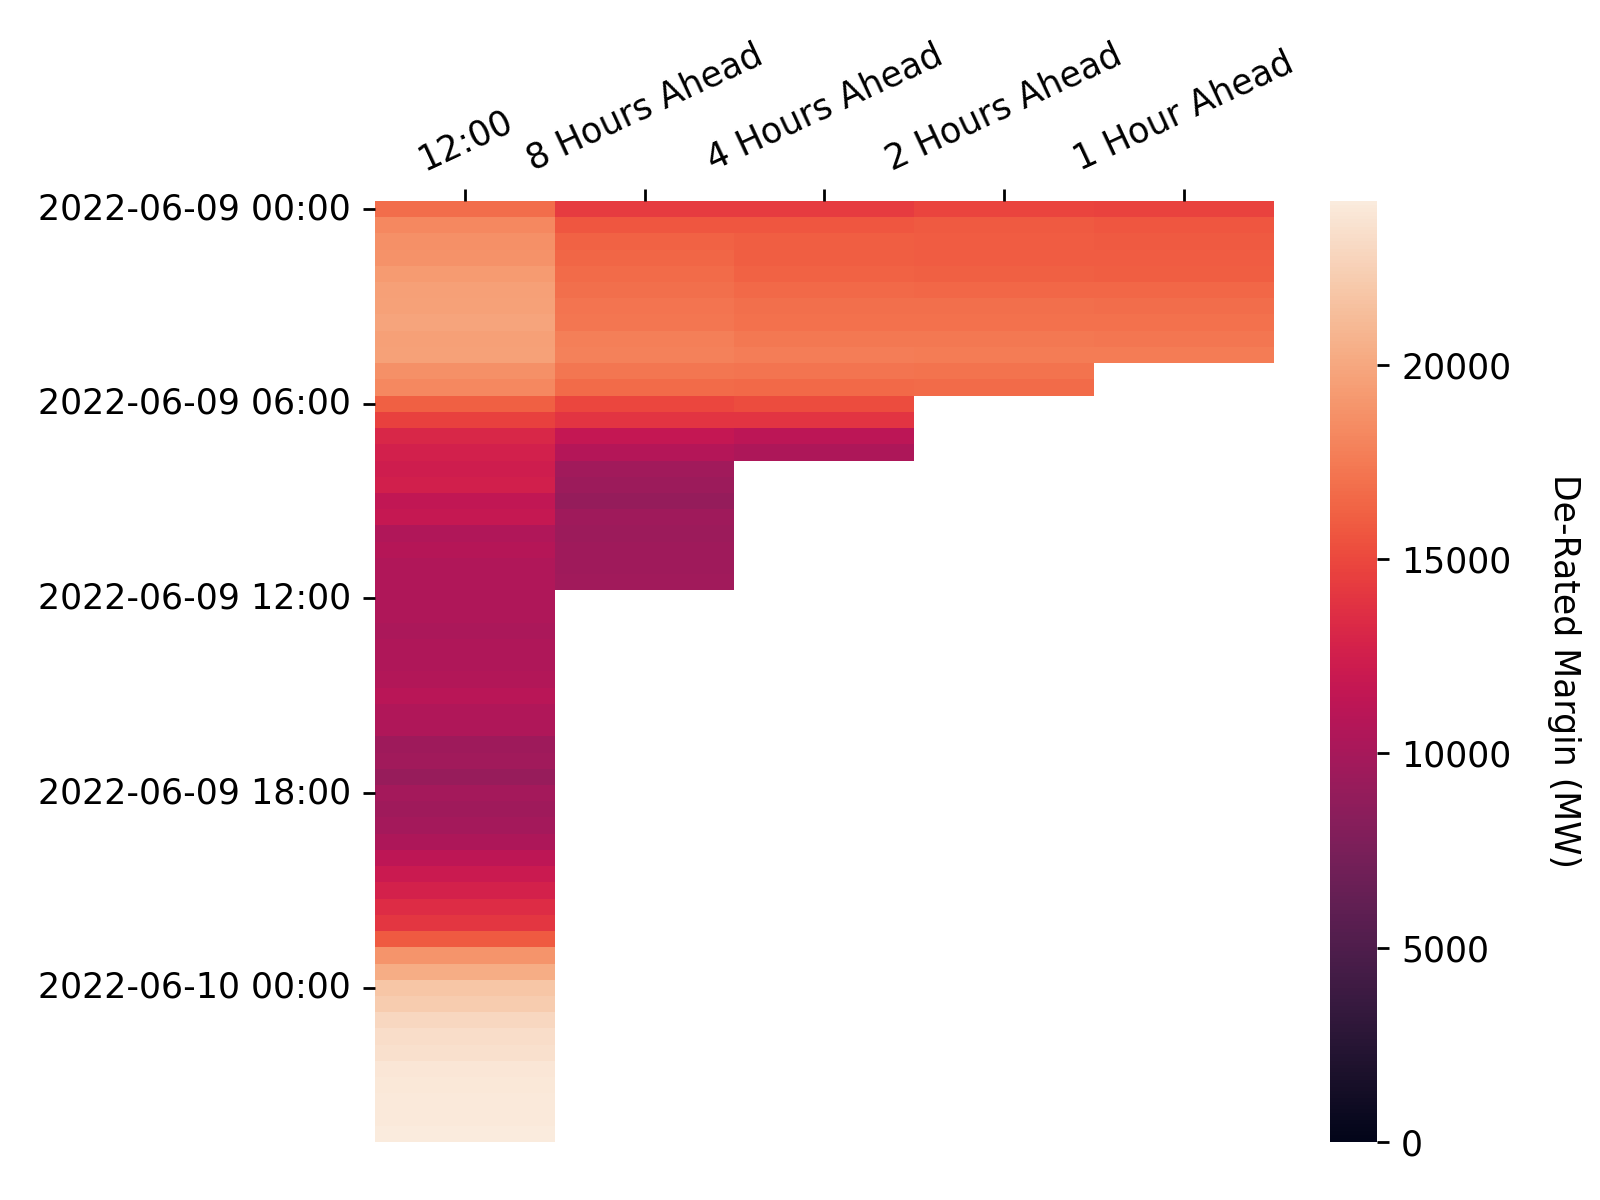 12:00
8 Hours Ahead
4 Hours Ahead
2 Hours Ahead
1 Hour Ahead
2022-06-09 00:00
2022-06-09 06:00
2022-06-09 12:00
2022-06-09 18:00
2022-06-10 00:00
20000
15000
10000
5000
0
De-Rated Margin (MW)